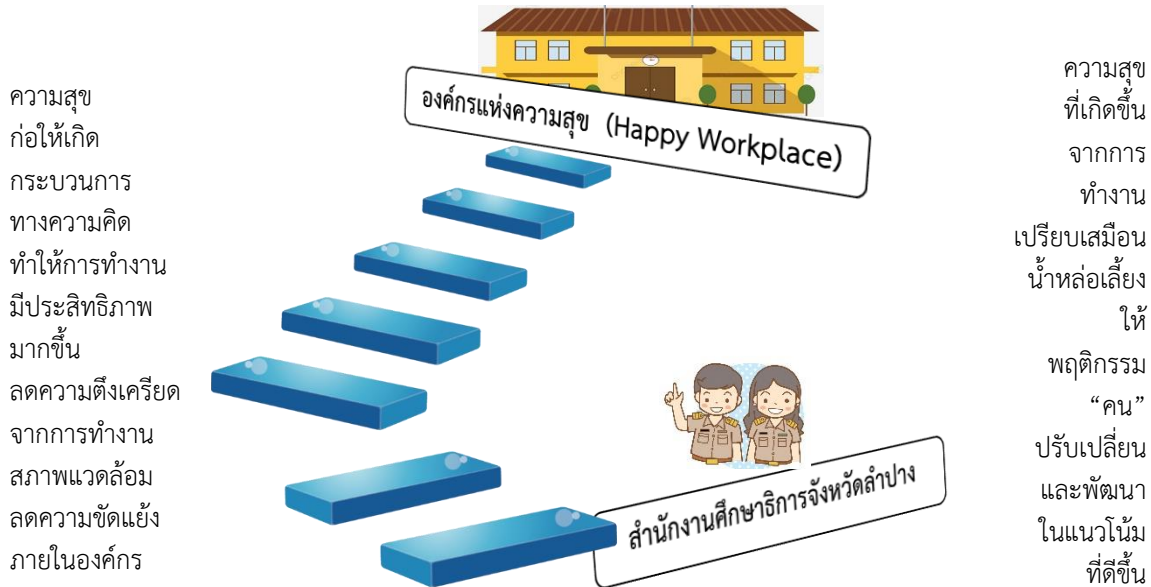 องค์กรแห่งความสุข (Happy Workplace)
ความสุข
ก่อให้เกิด
กระบวนการ
ทางความคิด
ทำให้การทำงาน
มีประสิทธิภาพ
มากขึ้น
ลดความตึงเครียด
จากการทำงาน
สภาพแวดล้อม
ลดความขัดแย้ง
ภายในองค์กร
ความสุข
ที่เกิดขึ้น
จากการ
ทำงาน
เปรียบเสมือน
น้ำหล่อเลี้ยง
ให้
พฤติกรรม
“คน”
ปรับเปลี่ยน
และพัฒนา
ในแนวโน้ม
ที่ดีขึ้น
สำนักงานศึกษาธิการจังหวัดลำปาง